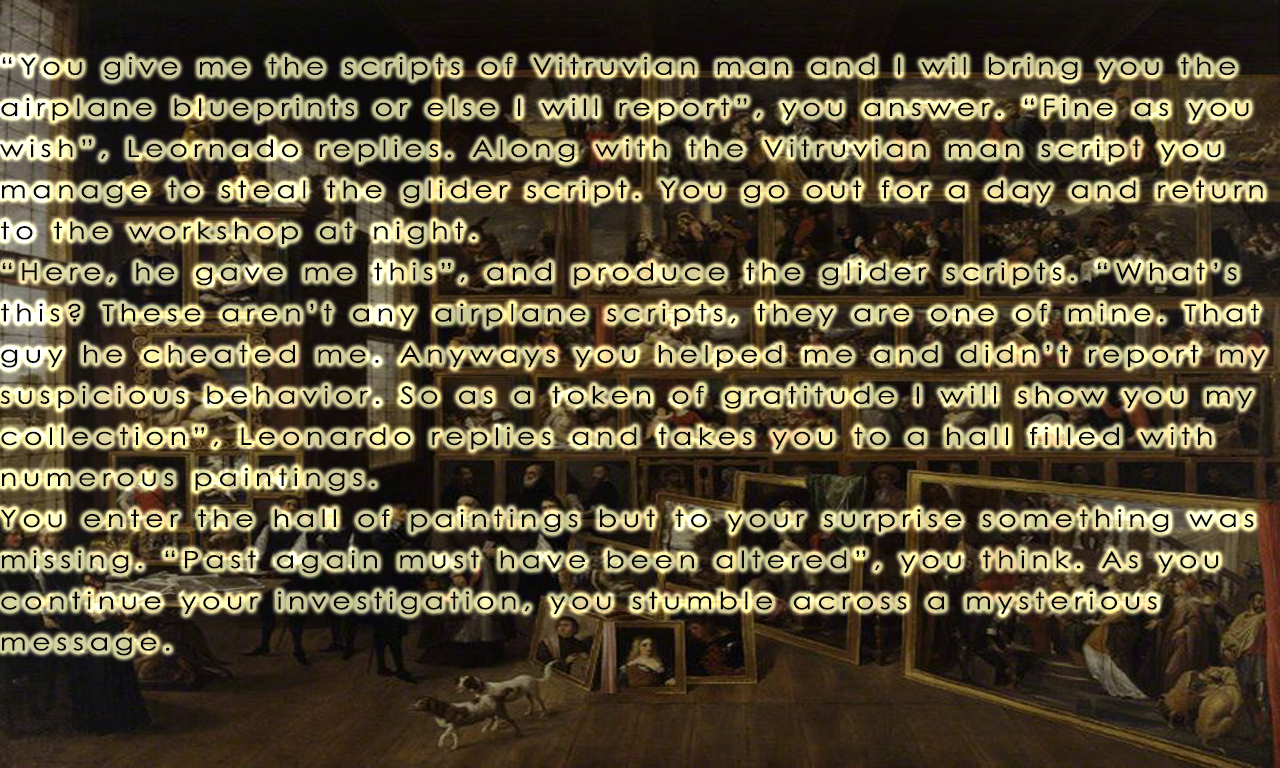 “You give me the scripts of Vitruvian man and I wil bring you the
airplane blueprints or else I will report”, you answer. “Fine as you
wish”, Leornado replies. Along with the Vitruvian man script you
manage to steal the glider script. You go out for a day and return
to the workshop at night.
“Here, he gave me this”, and produce the glider scripts. “What’s
this? These aren’t any airplane scripts, they are one of mine. That
guy he cheated me. Anyways you helped me and didn’t report my
suspicious behavior. So as a token of gratitude I will show you my
collection”, Leonardo replies and takes you to a hall filled with
numerous paintings.
You enter the hall of paintings but to your surprise something was
missing. “Past again must have been altered”, you think. As you
continue your investigation, you stumble across a mysterious
message.